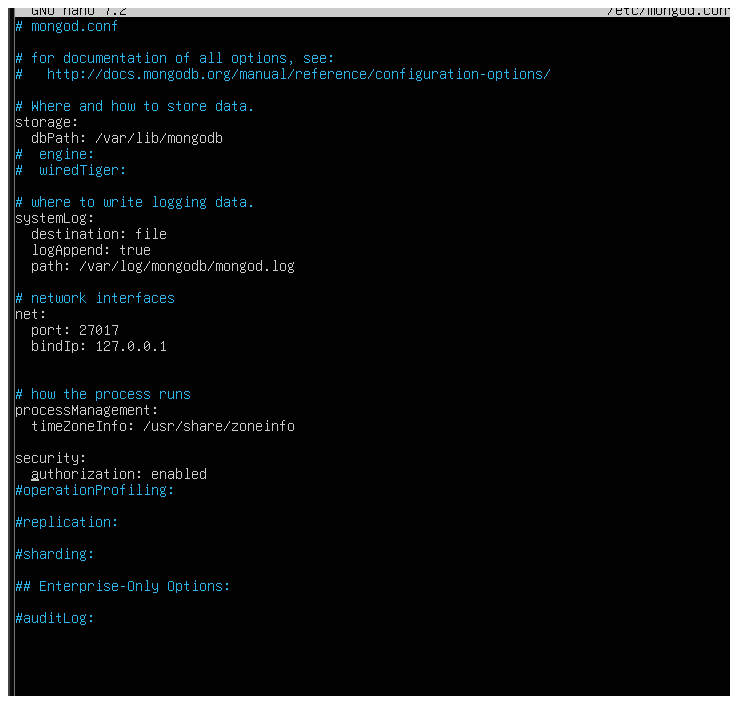 GNU nano 7.2 /etc/mongod.conf
# mongod.conf
# for documentation of all options, see:
#   http://docs.mongodb.org/manual/reference/configuration-options/
# Where and how to store data.
storage:
  dbPath: /var/lib/mongodb
#  engine:
#  wiredTiger:
# where to write logging data.
systemLog:
  destination: file
  logAppend: true
  path: /var/log/mongodb/mongod.log
# network interfaces
net:
  port: 27017
  bindIp: 127.0.0.1
# how the process runs
processManagement:
  timeZoneInfo: /usr/share/zoneinfo
security:
  authorization: enabled
#operationProfiling:
#replication:
#sharding:
## Enterprise-Only Options:
#auditLog: